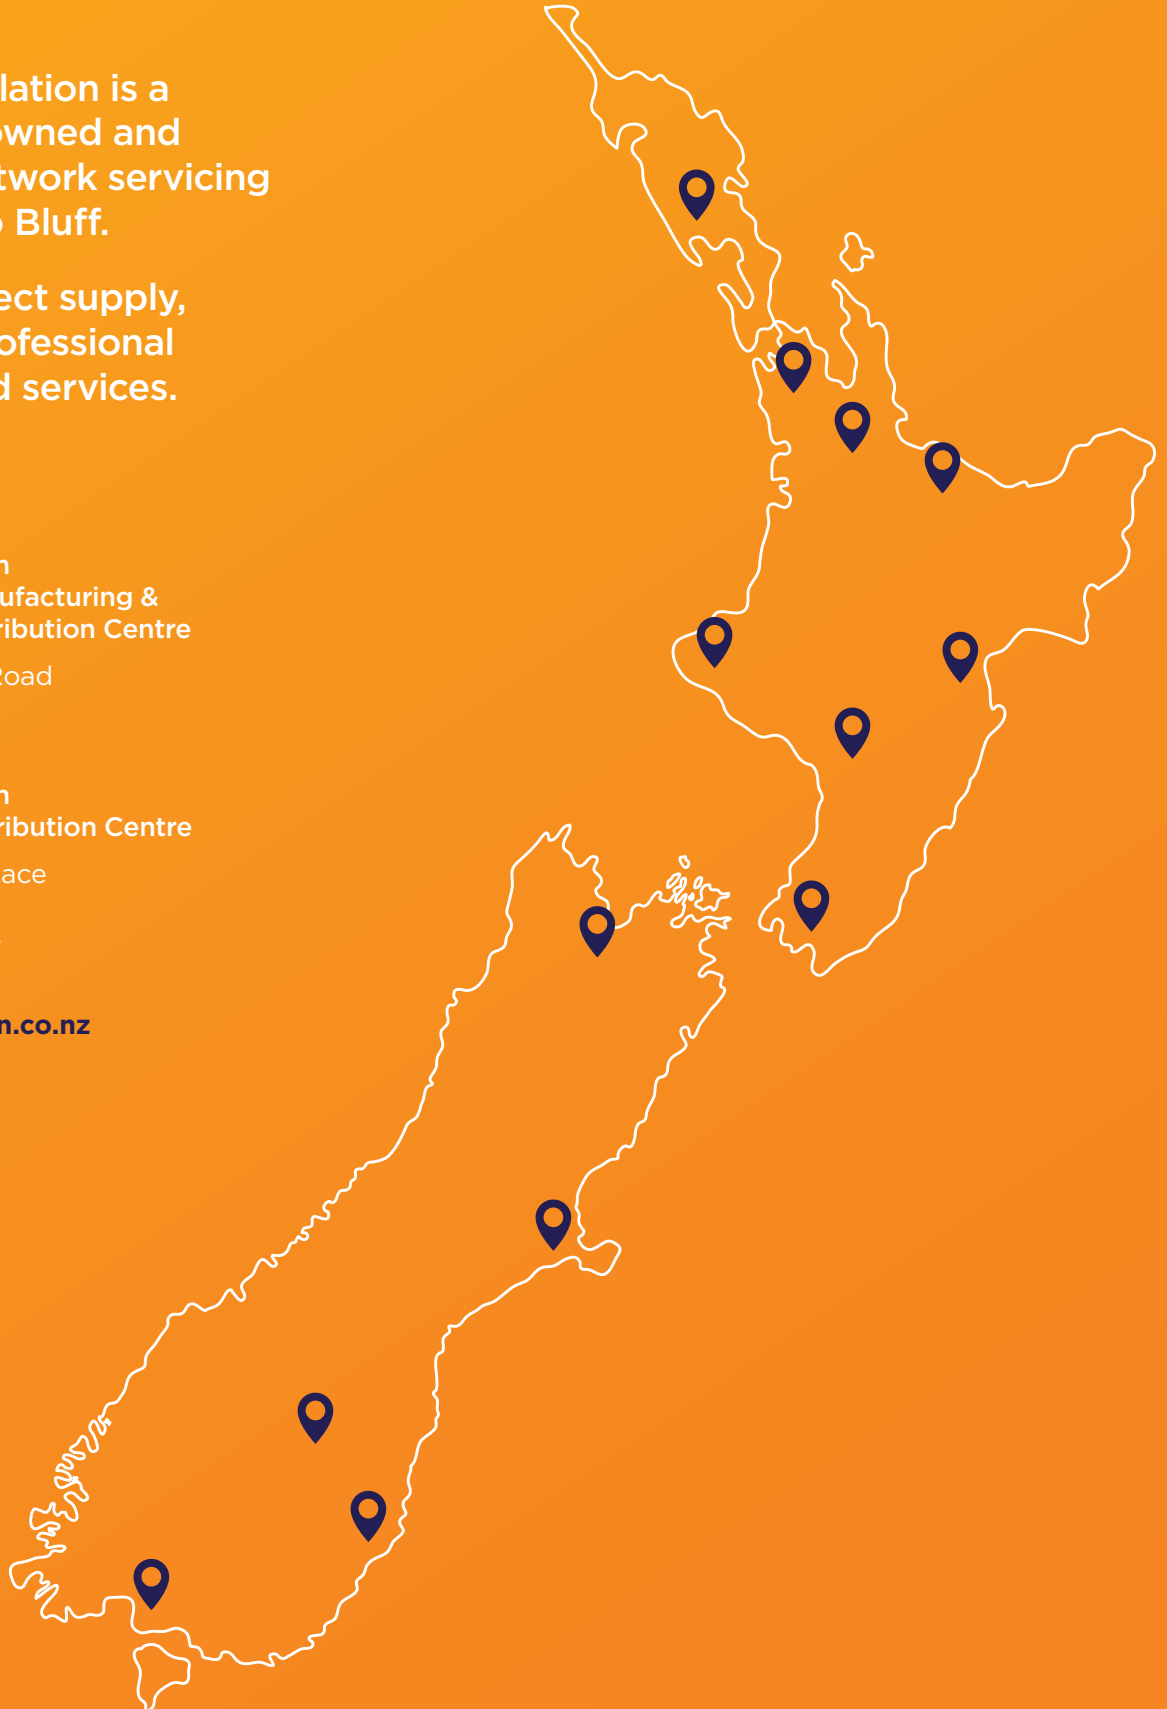 lation is a
owned and
twork servicing
o Bluff.
ect supply,
ofessional
d services.
n
ufacturing &
ribution Centre
Road
n
ribution Centre
ace
n.co.nz